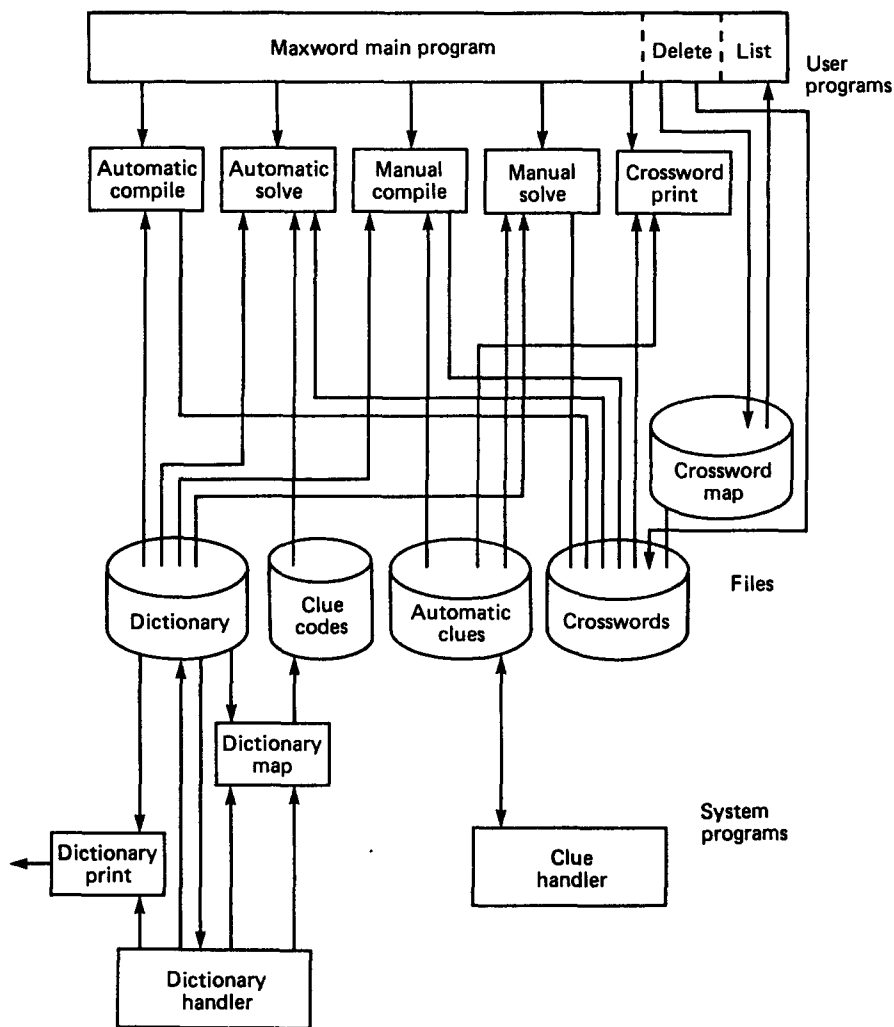 Maxword main program
Delete
List
User
programs
Automatic
compile
Automatic
solve
Manual
compile
Manual
solve
Crossword
print
Crossword
map
Dictionary
Clue
codes
Automatic
clues
Crosswords
Files
Dictionary
map
Dictionary
print
System
programs
Clue
handler
Dictionary
handler